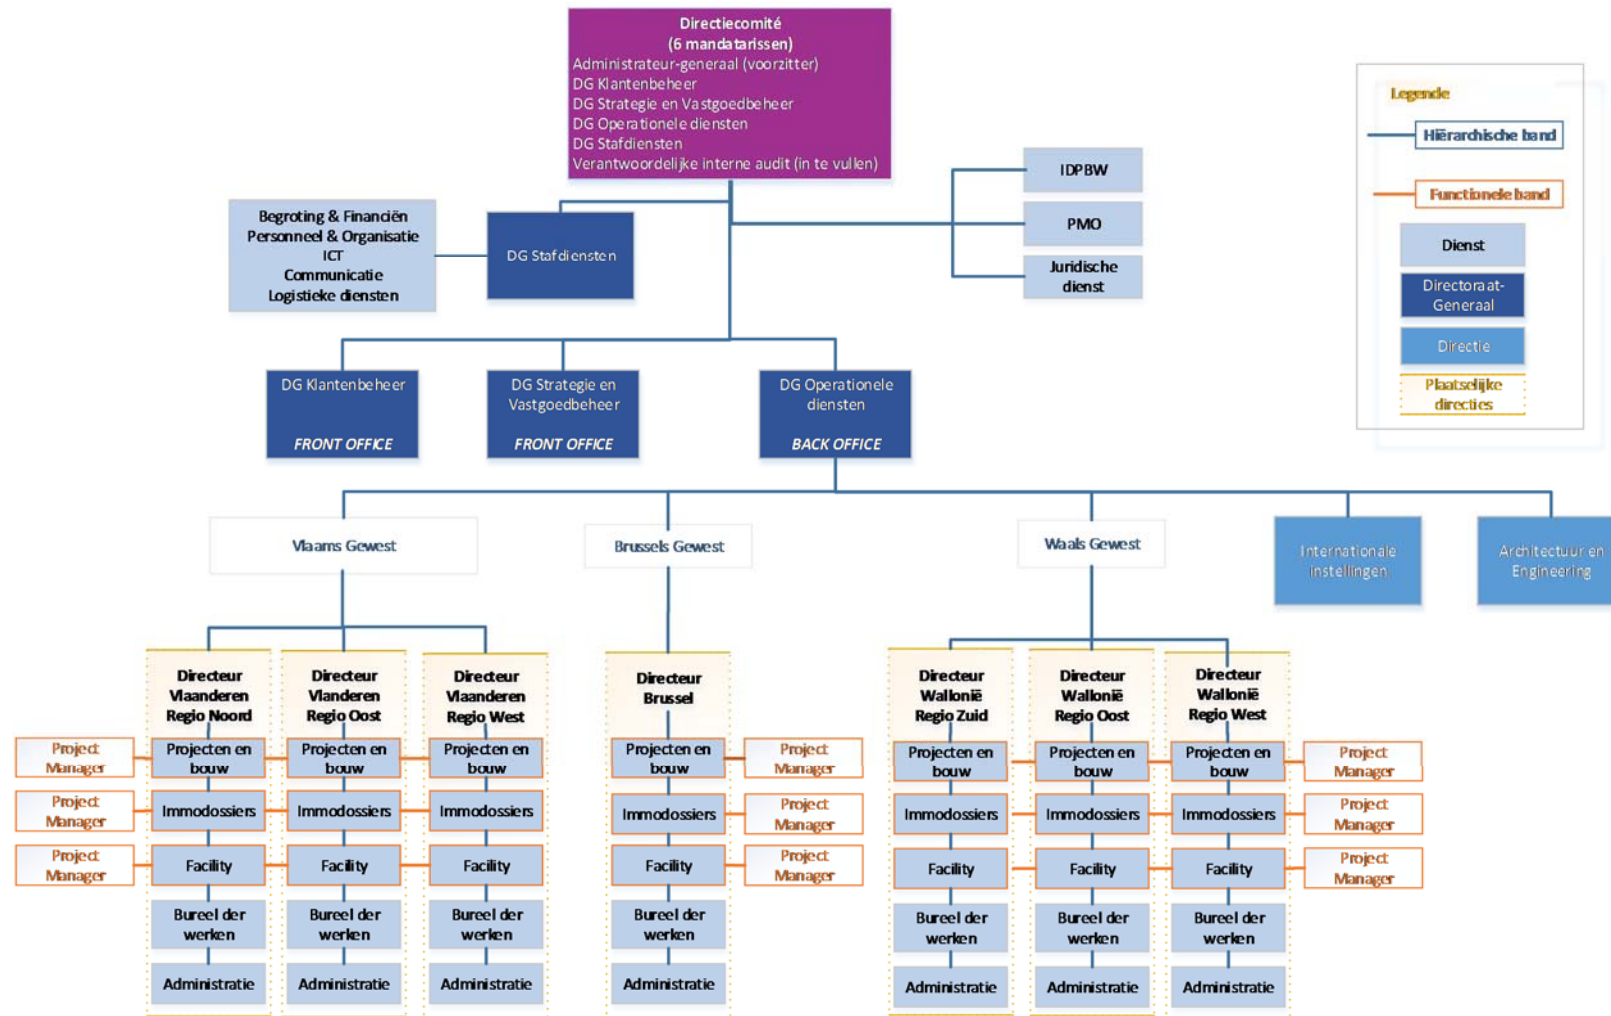 Directiecomité
(6 mandatarissen)
Administrateur-generaal (voorzitter)
DG Klantenbeheer
DG Strategie en Vastgoedbeheer
DG Operationele diensten
DG Stafdiensten
Verantwoordelijke interne audit (in te vullen)
Legende
Hiërarchische band
Functionele band
Dienst
Directoraat-
Generaal
Directie
Plaatselijke
directies
IDPBW
PMO
Juridische
dienst
Begroting & Financiën
Personneel & Organisatie
ICT
Communicatie
Logistieke diensten
DG Stafdiensten
DG Klantenbeheer
FRONT OFFICE
DG Strategie en
Vastgoedbeheer
FRONT OFFICE
DG Operationele
diensten
BACK OFFICE
Vlaams Gewest
Brussels Gewest
Waals Gewest
Internationale
instellingen
Architectuur en
Engineering
Directeur
Vlaanderen
Regio Noord
Directeur
Vlanderen
Regio Oost
Directeur
Vlaanderen
Regio West
Directeur
Brussel
Directeur
Wallonië
Regio Zuid
Directeur
Wallonië
Regio Oost
Directeur
Wallonië
Regio West
Project
Manager
Projecten en
bouw
Projecten en
bouw
Projecten en
bouw
Projecten en
bouw
Project
Manager
Projecten en
bouw
Projecten en
bouw
Projecten en
bouw
Project
Manager
Project
Manager
Immodossiers
Immodossiers
Immodossiers
Immodossiers
Project
Manager
Immodossiers
Immodossiers
Immodossiers
Project
Manager
Project
Manager
Facility
Facility
Facility
Facility
Project
Manager
Facility
Facility
Facility
Project
Manager
Bureel der
werken
Bureel der
werken
Bureel der
werken
Bureel der
werken
Bureel der
werken
Bureel der
werken
Bureel der
werken
Administratie
Administratie
Administratie
Administratie
Administratie
Administratie
Administratie